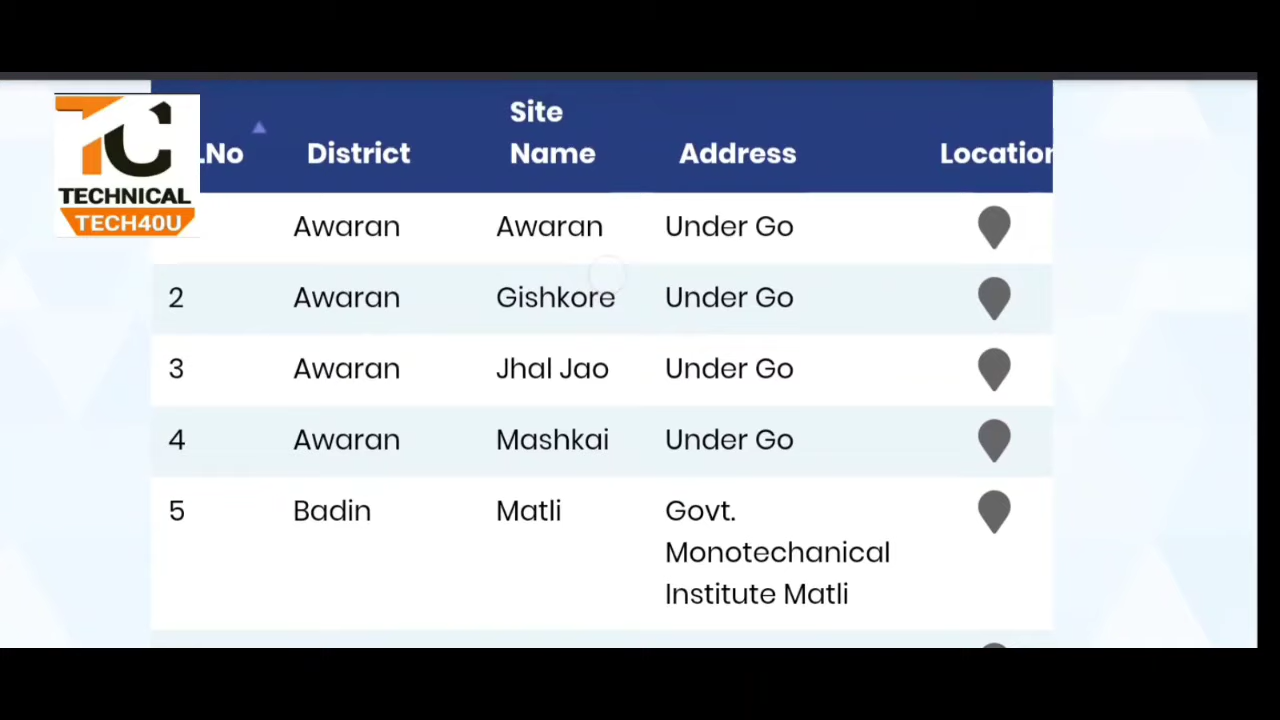 TC
TECHNICAL
TECH40U
.No District Site Name Address Location
Awaran Awaran Under Go
2 Awaran Gishkore Under Go
3 Awaran Jhal Jao Under Go
4 Awaran Mashkai Under Go
5 Badin Matli Govt.
Monotechanical
Institute Matli